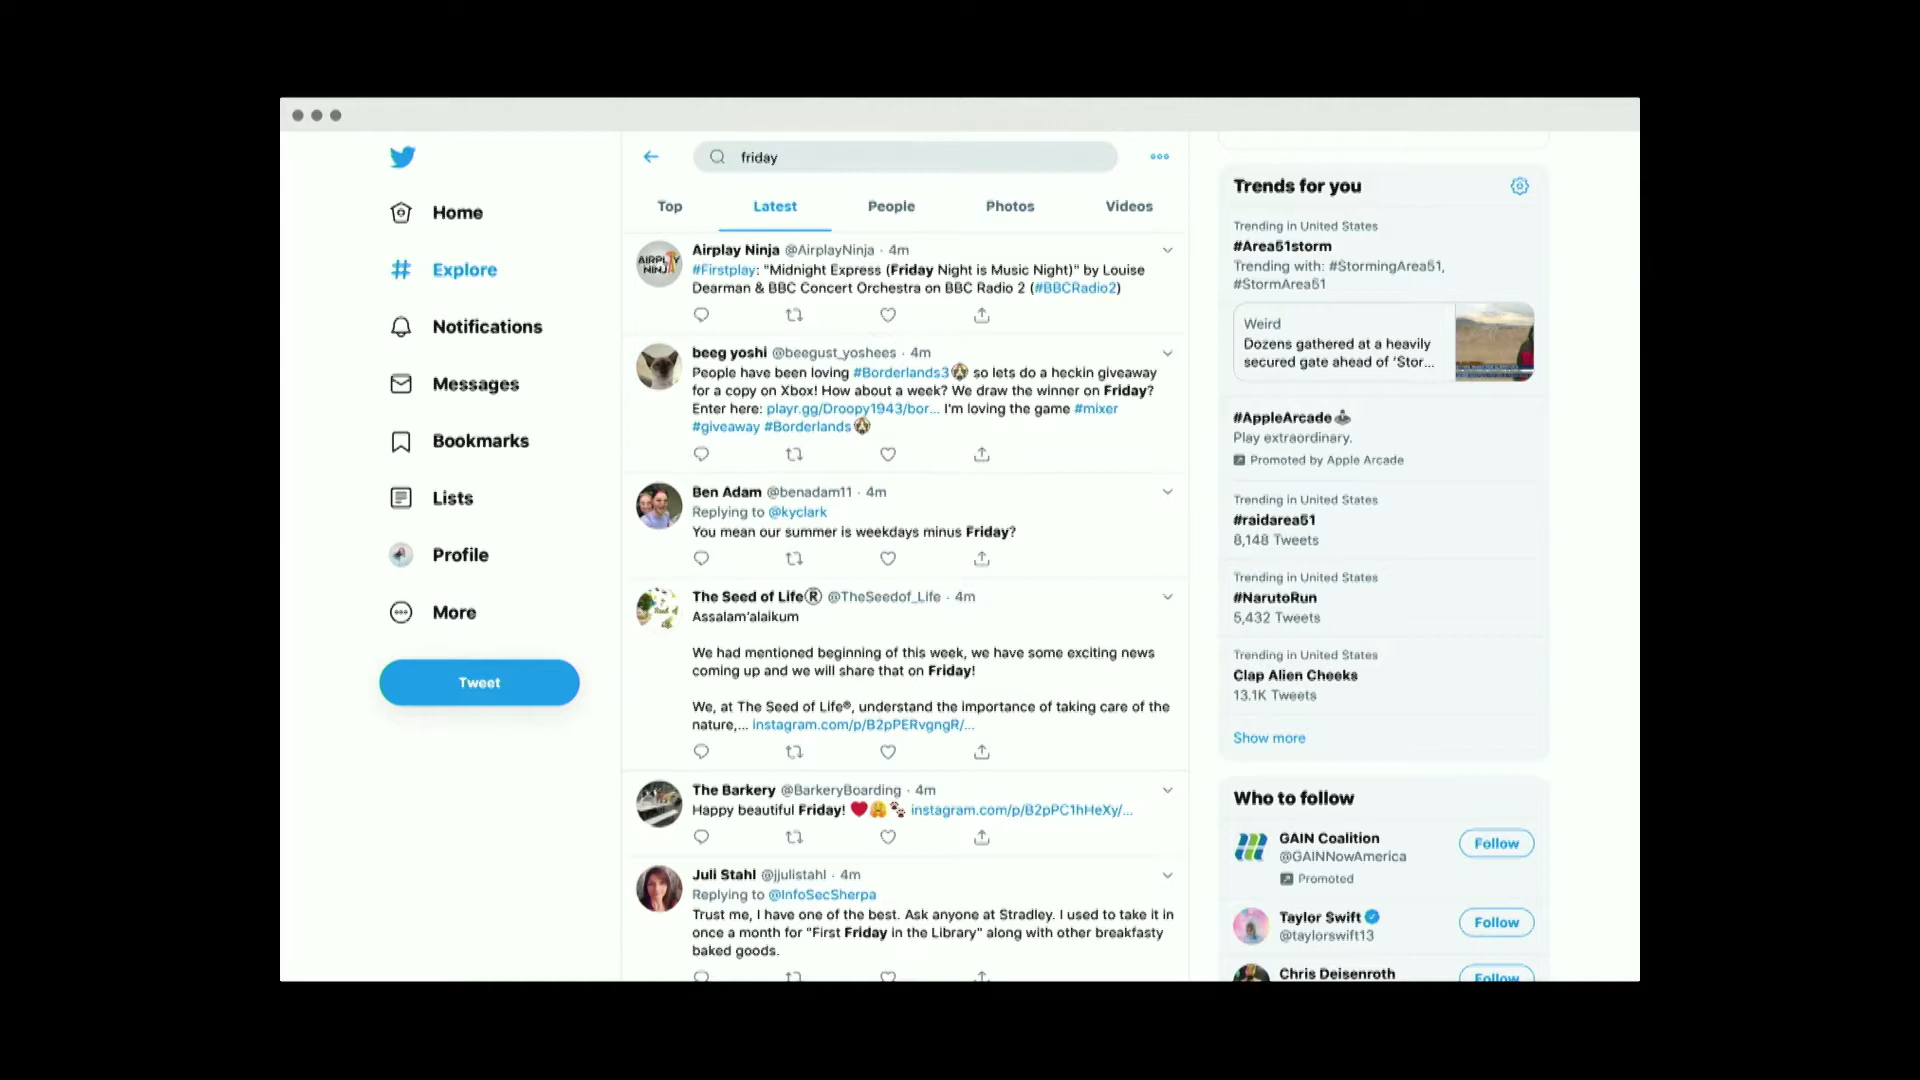 Home
Explore
Notifications
Messages
Bookmarks
Lists
Profile
More
Tweet
friday
Top
Latest
People
Photos
Videos
AIRPLAY
NINJA
Airplay Ninja @AirplayNinja · 4m
#Firstplay: "Midnight Express (Friday Night is Music Night)" by Louise
Dearman & BBC Concert Orchestra on BBC Radio 2 (#BBCRadio2)
beeg yoshi @beegust_yoshees · 4m
People have been loving #Borderlands3 so lets do a heckin giveaway
for a copy on Xbox! How about a week? We draw the winner on Friday?
Enter here: playr.gg/Droopy1943/bor... I'm loving the game #mixer
#giveaway #Borderlands
Ben Adam @benadam11 · 4m
Replying to @kyclark
You mean our summer is weekdays minus Friday?
The Seed of Life® @TheSeedof_Life · 4m
Assalam'alaikum
We had mentioned beginning of this week, we have some exciting news
coming up and we will share that on Friday!
We, at The Seed of Life®, understand the importance of taking care of the
nature,... instagram.com/p/B2pPERvgngR/...
The Barkery @BarkeryBoarding · 4m
Happy beautiful Friday! ❤️🤗🐾 instagram.com/p/B2pPC1hHeXy/...
Juli Stahl @jjulistahl · 4m
Replying to @InfoSecSherpa
Trust me, I have one of the best. Ask anyone at Stradley. I used to take it in
once a month for "First Friday in the Library" along with other breakfasty
baked goods.
Trends for you
Trending in United States
#Area51storm
Trending with: #StormingArea51,
#StormArea51
Weird
Dozens gathered at a heavily
secured gate ahead of 'Stor...
#AppleArcade
Play extraordinary.
Promoted by Apple Arcade
Trending in United States
#raidarea51
8,148 Tweets
Trending in United States
#NarutoRun
5,432 Tweets
Trending in United States
Clap Alien Cheeks
13.1K Tweets
Show more
Who to follow
GAIN Coalition
@GAINNowAmerica
Promoted
Follow
Taylor Swift
@taylorswift13
Follow
Chris Deisenroth
Follow